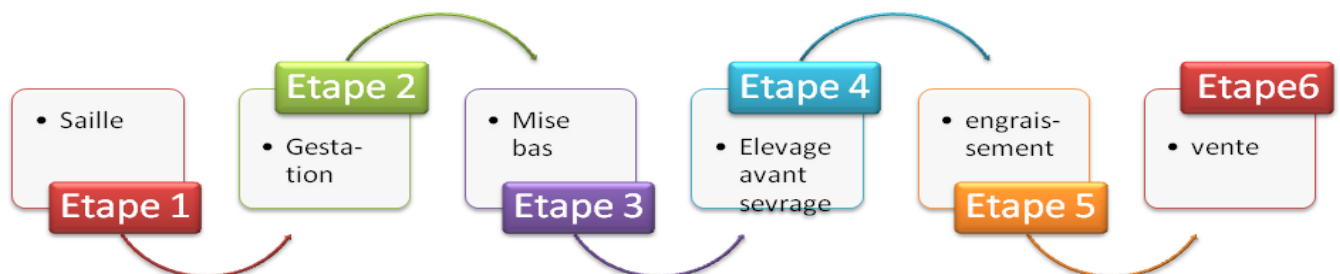 • Saille
Etape 1
Etape 2
• Gesta-
tion
• Mise
bas
Etape 3
Etape 4
• Elevage
avant
sevrage
• engrais-
sement
Etape 5
Etape6
• vente